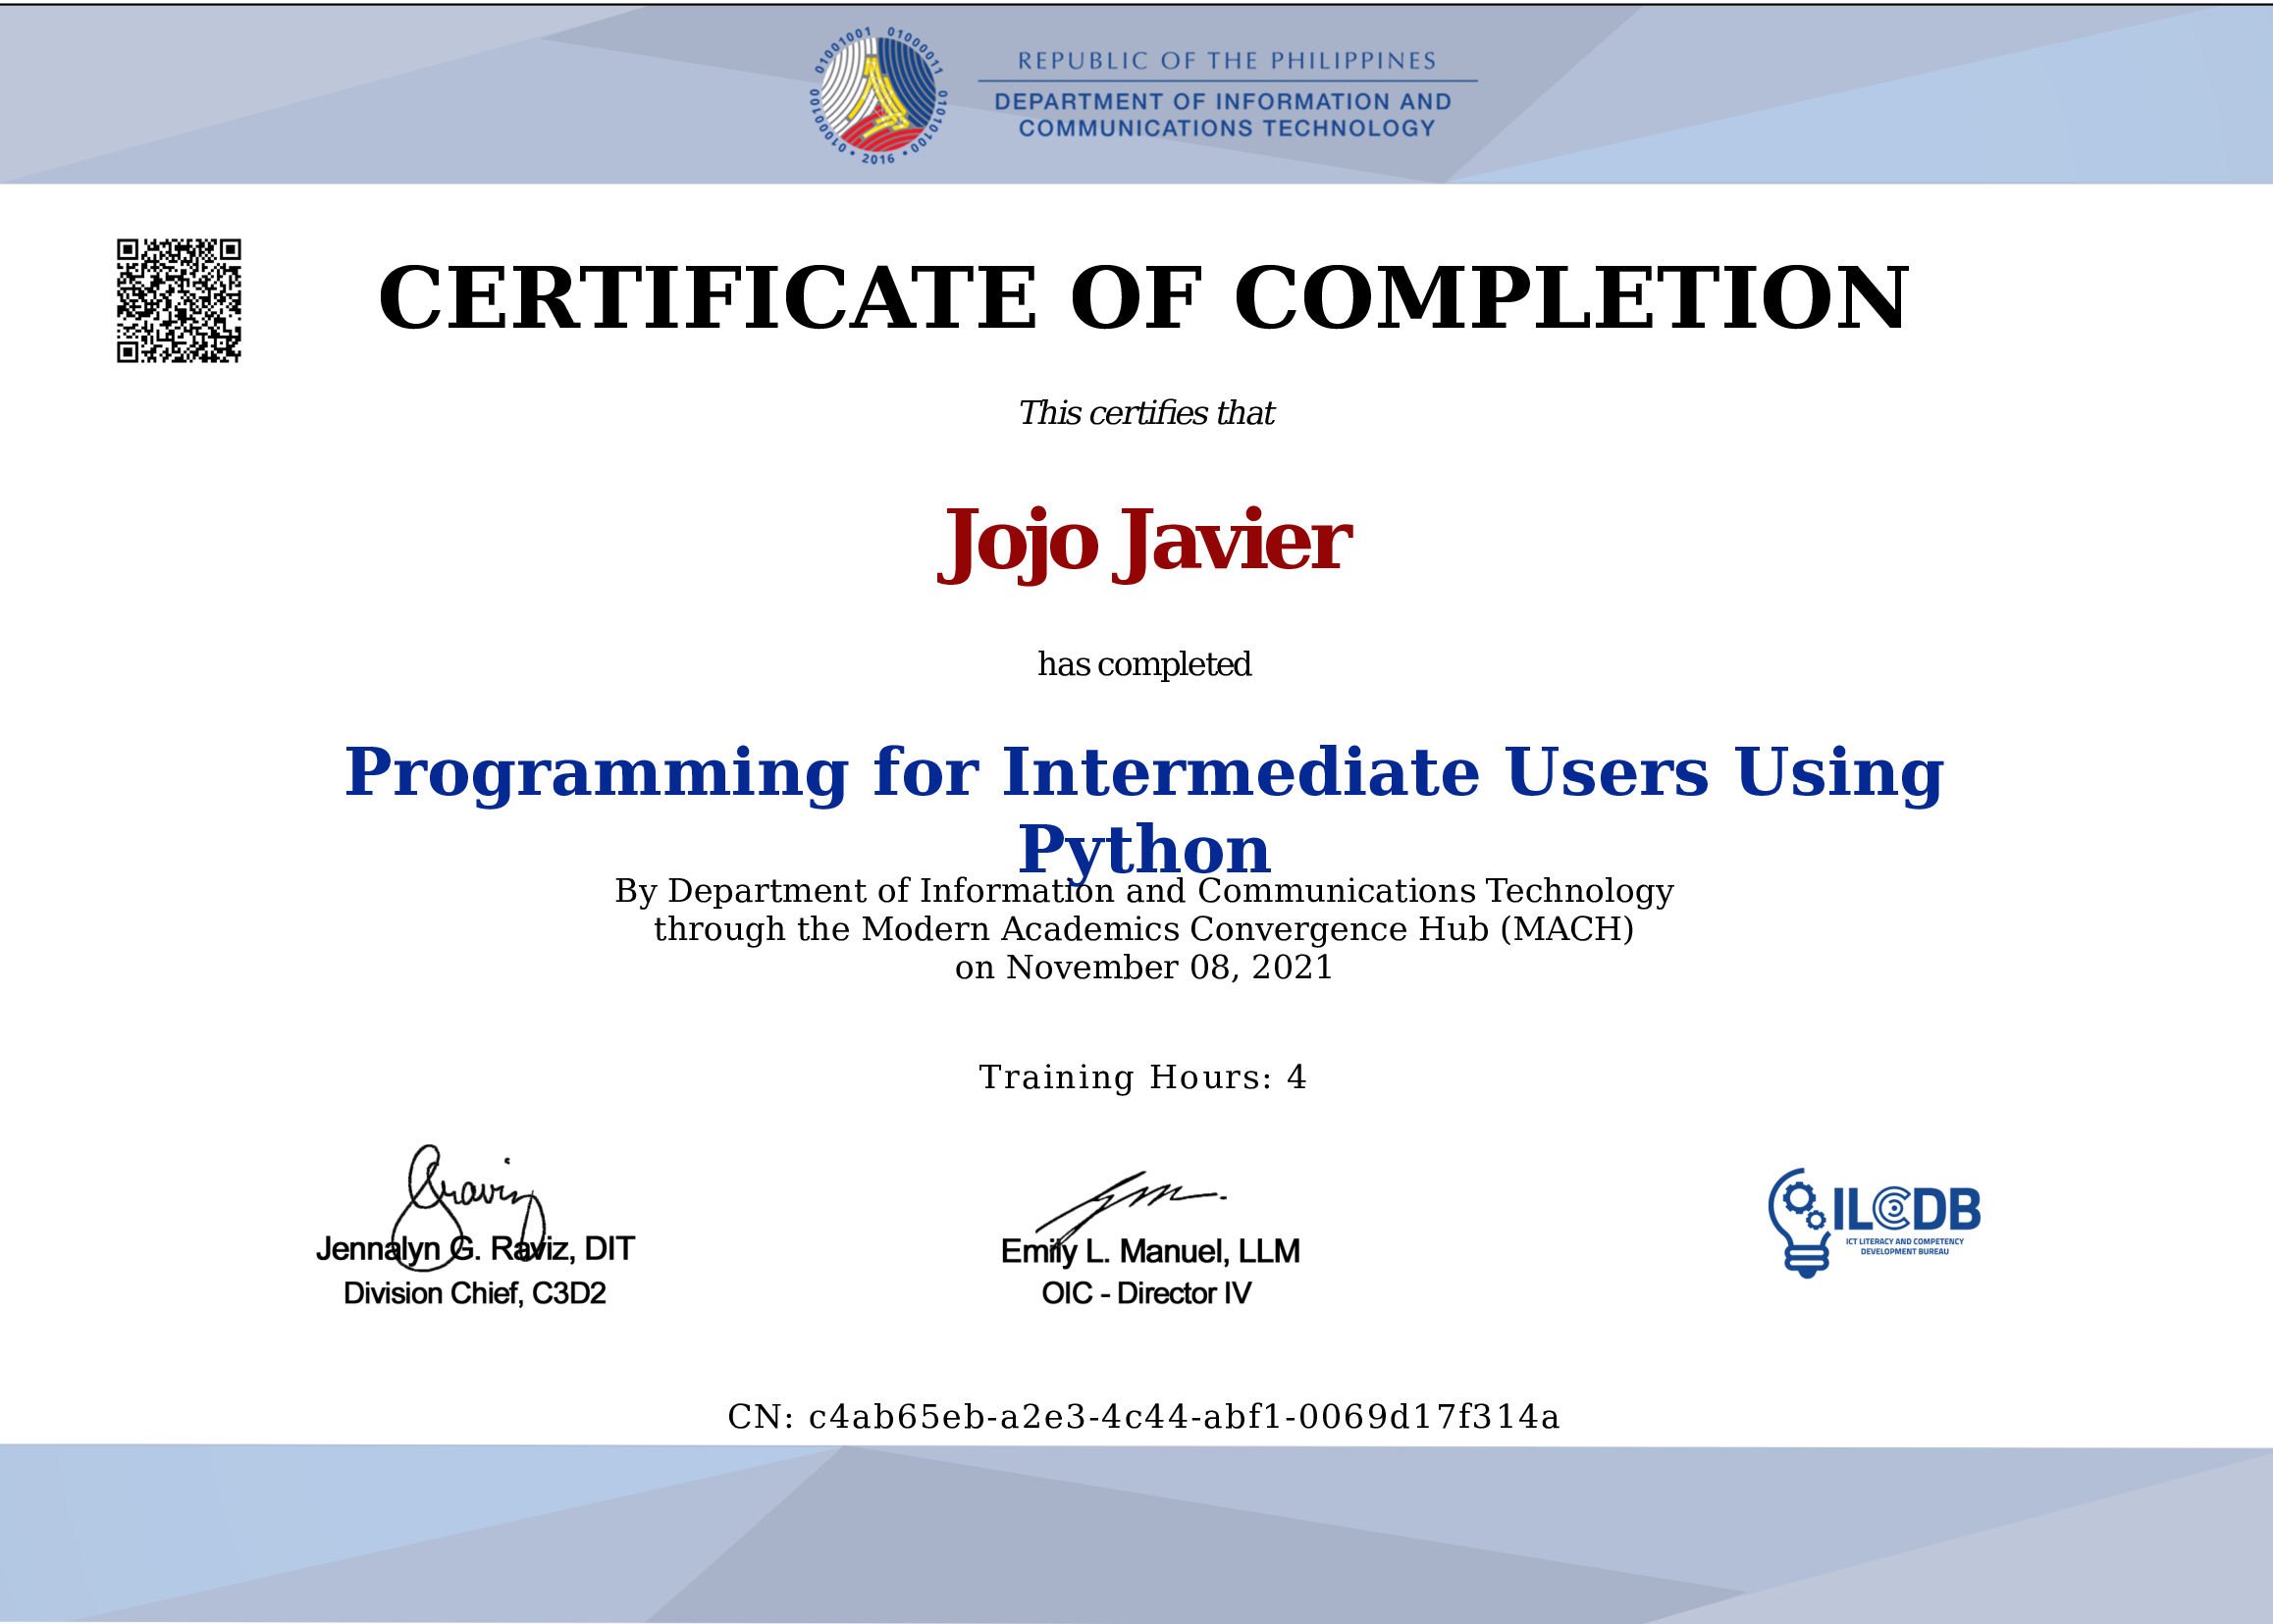 01001001 01000011 01010100 • 2016 • 01000100
REPUBLIC OF THE PHILIPPINES
DEPARTMENT OF INFORMATION AND
COMMUNICATIONS TECHNOLOGY
CERTIFICATE OF COMPLETION
This certifies that
Jojo Javier
has completed
Programming for Intermediate Users Using
Python
By Department of Information and Communications Technology
through the Modern Academics Convergence Hub (MACH)
on November 08, 2021
Training Hours: 4
Jennalyn G. Raviz, DIT
Division Chief, C3D2
Emily L. Manuel, LLM
OIC - Director IV
ILCDB
ICT LITERACY AND COMPETENCY
DEVELOPMENT BUREAU
CN: c4ab65eb-a2e3-4c44-abf1-0069d17f314a